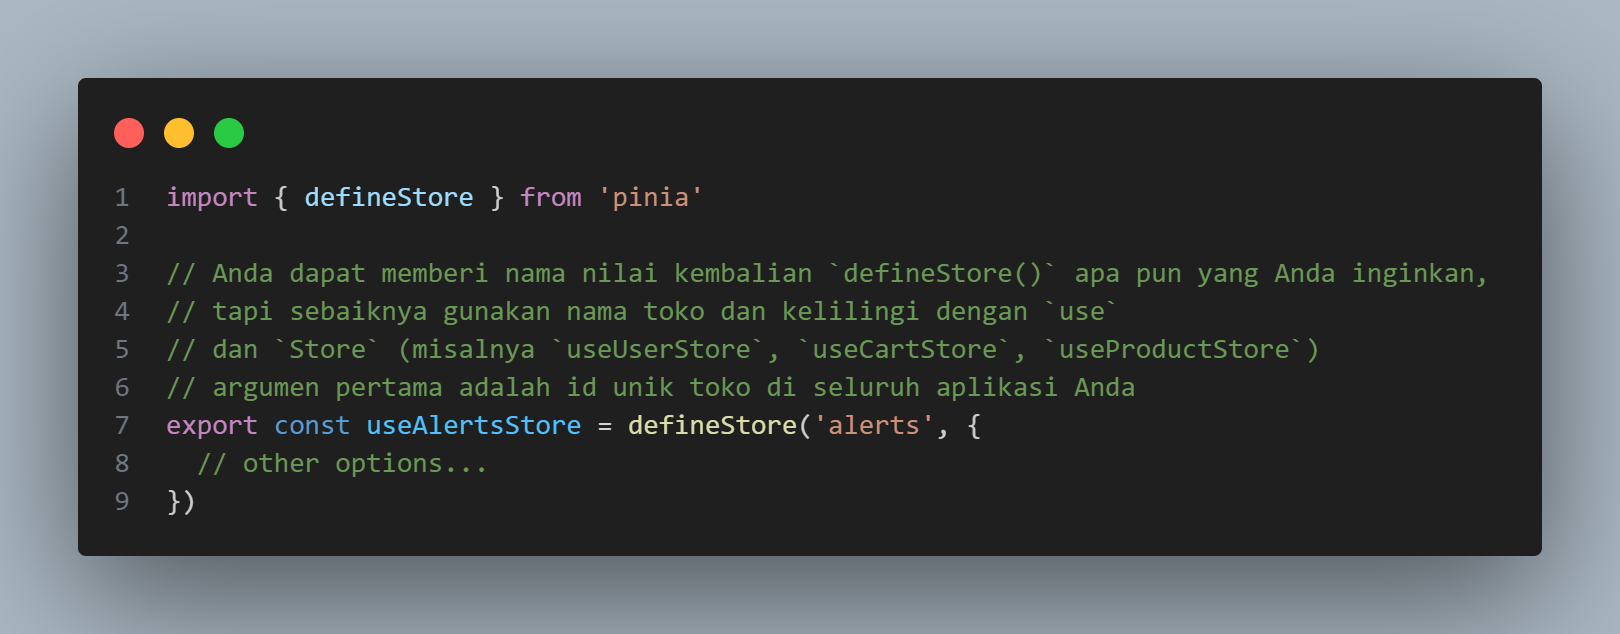 1 import { defineStore } from 'pinia'
2
3 // Anda dapat memberi nama nilai kembalian `defineStore()` apa pun yang Anda inginkan,
4 // tapi sebaiknya gunakan nama toko dan kelilingi dengan `use`
5 // dan `Store` (misalnya `useUserStore`, `useCartStore`, `useProductStore`)
6 // argumen pertama adalah id unik toko di seluruh aplikasi Anda
7 export const useAlertsStore = defineStore('alerts', {
8   // other options...
9 })